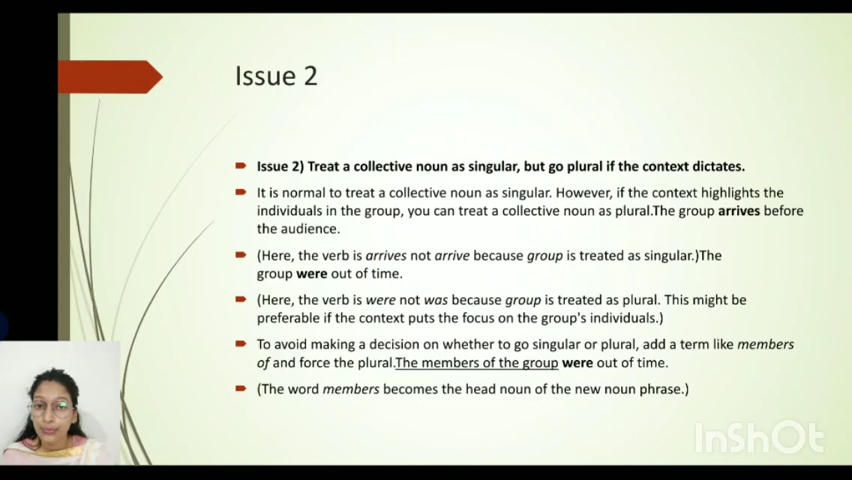 Issue 2
Issue 2) Treat a collective noun as singular, but go plural if the context dictates.
It is normal to treat a collective noun as singular. However, if the context highlights the
individuals in the group, you can treat a collective noun as plural.The group arrives before
the audience.
(Here, the verb is arrives not arrive because group is treated as singular.)The
group were out of time.
(Here, the verb is were not was because group is treated as plural. This might be
preferable if the context puts the focus on the group's individuals.)
To avoid making a decision on whether to go singular or plural, add a term like members
of and force the plural.The members of the group were out of time.
(The word members becomes the head noun of the new noun phrase.)
InShOt